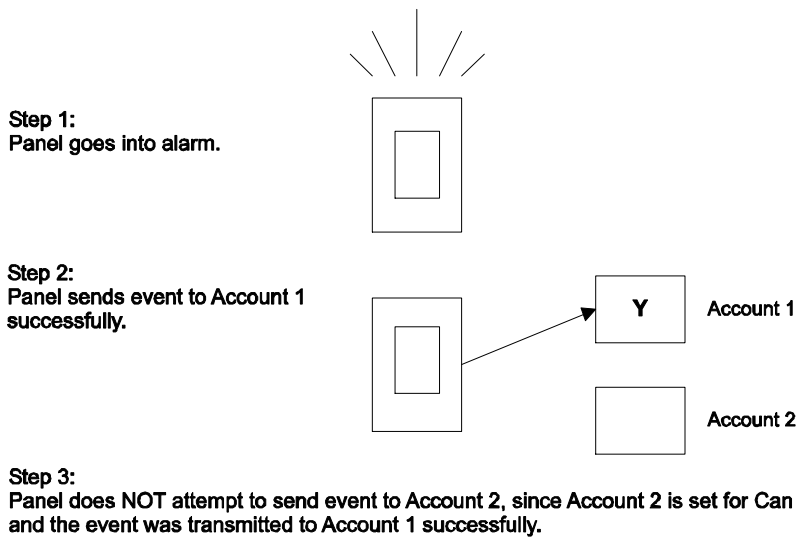 Step 1:
Panel goes into alarm.
Step 2:
Panel sends event to Account 1
successfully.
Y
Account 1
Account 2
Step 3:
Panel does NOT attempt to send event to Account 2, since Account 2 is set for Can
and the event was transmitted to Account 1 successfully.